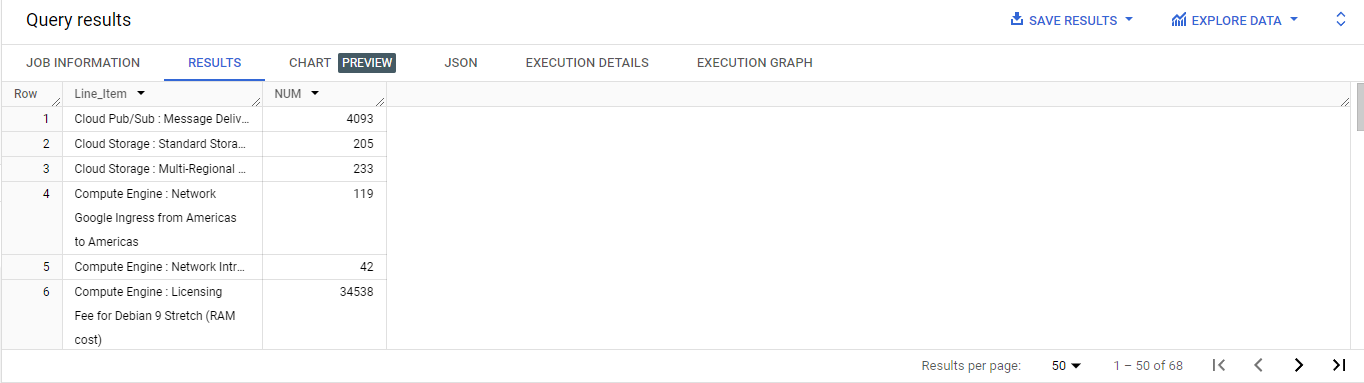 Query results SAVE RESULTS EXPLORE DATA
JOB INFORMATION RESULTS CHART PREVIEW JSON EXECUTION DETAILS EXECUTION GRAPH
Row Line_Item NUM
1 Cloud Pub/Sub : Message Deliv... 4093
2 Cloud Storage : Standard Stora... 205
3 Cloud Storage : Multi-Regional ... 233
4 Compute Engine : Network 119
Google Ingress from Americas
to Americas
5 Compute Engine : Network Intr... 42
6 Compute Engine : Licensing 34538
Fee for Debian 9 Stretch (RAM
cost)
Results per page: 50 1 – 50 of 68